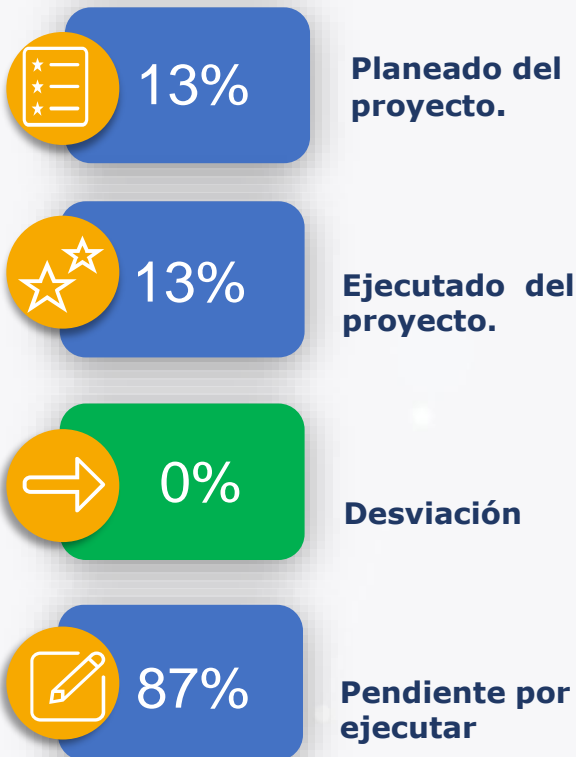 13%
Planeado del
proyecto.
13%
Ejecutado del
proyecto.
0%
Desviación
87%
Pendiente por
ejecutar